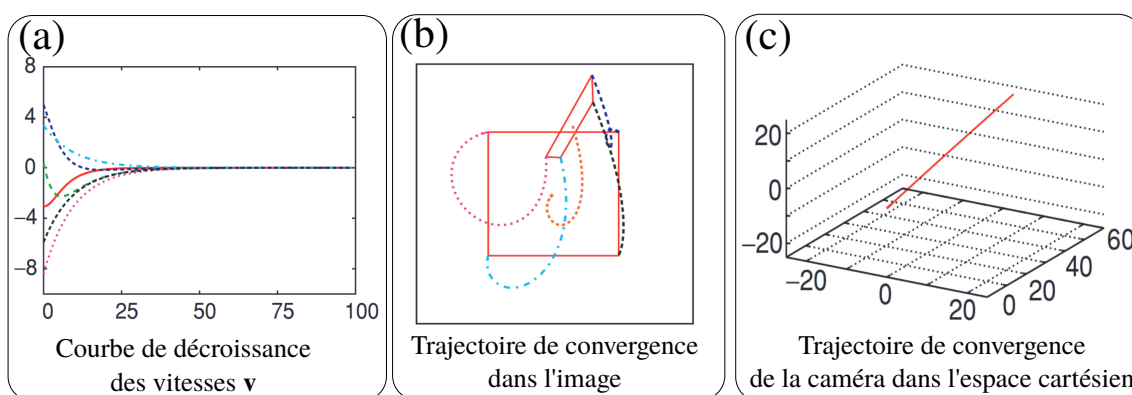 (a)
8
4
0
−4
−8
0 25 50 75 100
Courbe de décroissance
des vitesses v
(b)
Trajectoire de convergence
dans l'image
(c)
20
0
−20
−20 0 20
0 20 40 60
Trajectoire de convergence
de la caméra dans l'espace cartésien